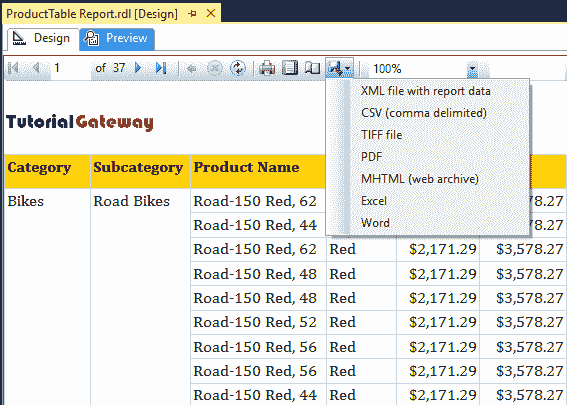 ProductTable Report.rdl [Design]
Design Preview
1 of 37 100%
XML file with report data
CSV (comma delimited)
TIFF file
PDF
MHTML (web archive)
Excel
Word
Tutorial Gateway
Category Subcategory Product Name
Bikes Road Bikes Road-150 Red, 62 578.27
Road-150 Red, 44 578.27
Road-150 Red, 62 Red $2,171.29 $3,578.27
Road-150 Red, 48 Red $2,171.29 $3,578.27
Road-150 Red, 48 Red $2,171.29 $3,578.27
Road-150 Red, 52 Red $2,171.29 $3,578.27
Road-150 Red, 56 Red $2,171.29 $3,578.27
Road-150 Red, 56 Red $2,171.29 $3,578.27
Road-150 Red, 44 Red $2,171.29 $3,578.27